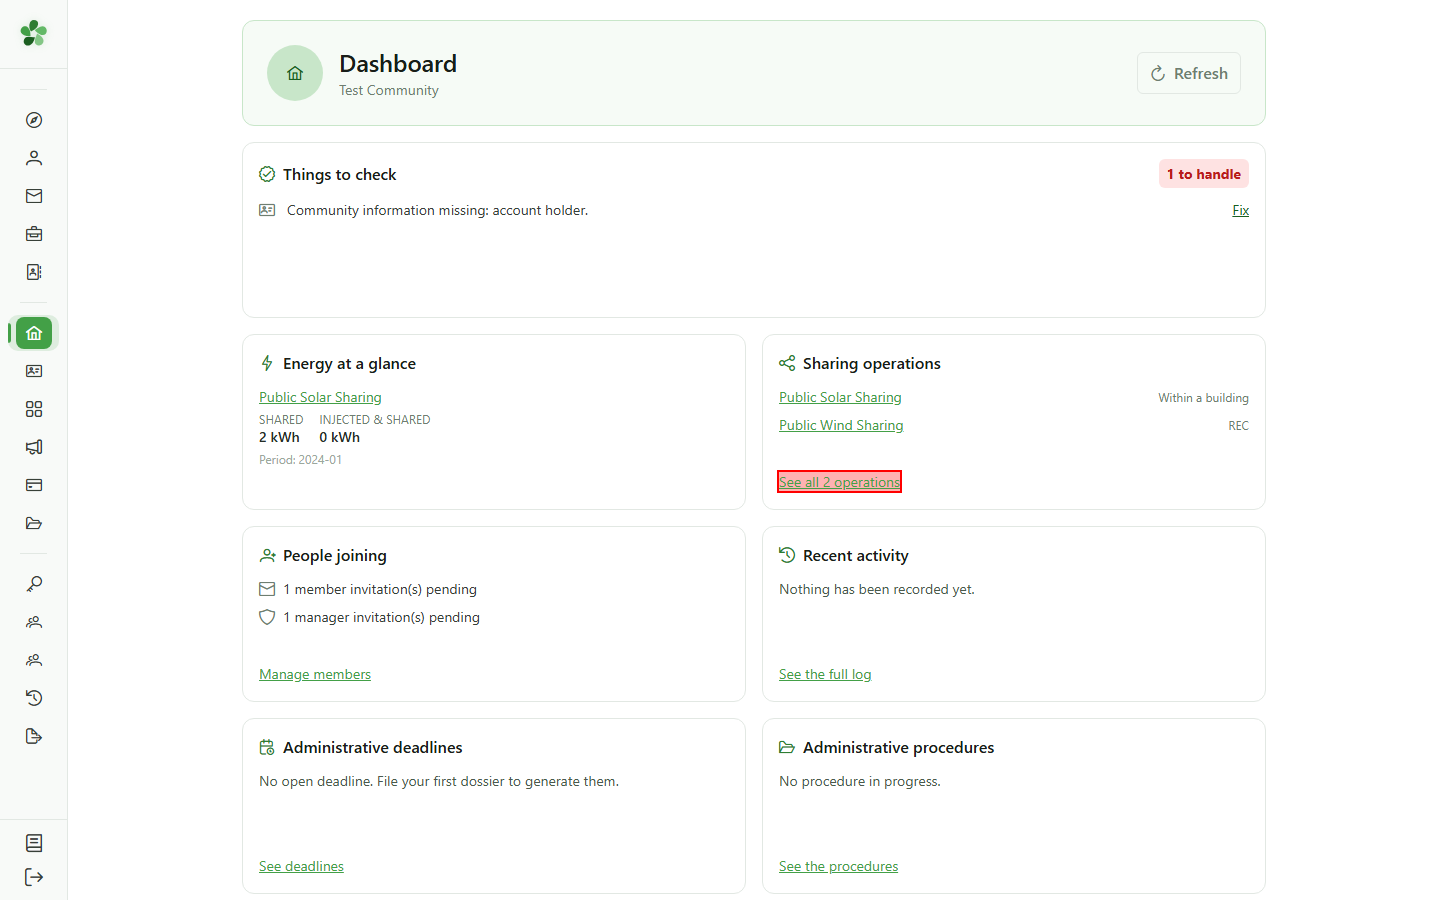 Dashboard
Test Community
Refresh
Things to check
1 to handle
Community information missing: account holder.
Fix
Energy at a glance
Public Solar Sharing
SHARED
INJECTED & SHARED
2 kWh
0 kWh
Period: 2024-01
Sharing operations
Public Solar Sharing
Within a building
Public Wind Sharing
REC
See all 2 operations
People joining
1 member invitation(s) pending
1 manager invitation(s) pending
Manage members
Recent activity
Nothing has been recorded yet.
See the full log
Administrative deadlines
No open deadline. File your first dossier to generate them.
See deadlines
Administrative procedures
No procedure in progress.
See the procedures